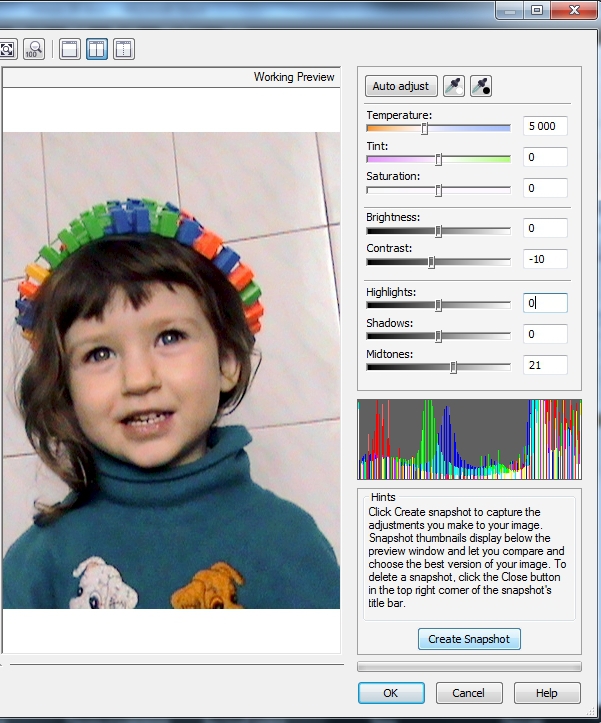 100
Working Preview
Auto adjust
Temperature:
5 000
Tint:
0
Saturation:
0
Brightness:
0
Contrast:
-10
Highlights:
0
Shadows:
0
Midtones:
21
Hints
Click Create snapshot to capture the
adjustments you make to your image.
Snapshot thumbnails display below the
preview window and let you compare and
choose the best version of your image. To
delete a snapshot, click the Close button
in the top right corner of the snapshot's
title bar.
Create Snapshot
OK
Cancel
Help